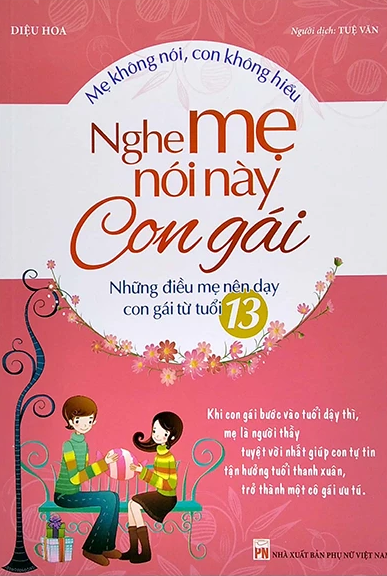 DIỆU HOA
Người dịch: TUỆ VĂN
Mẹ không nói, con không hiểu
Nghe mẹ
nói này
Con gái
Những điều mẹ nên dạy
con gái từ tuổi 13
Khi con gái bước vào tuổi dậy thì,
mẹ là người thầy
tuyệt vời nhất giúp con tự tin
tận hưởng tuổi thanh xuân,
trở thành một cô gái ưu tú.
PN NHÀ XUẤT BẢN PHỤ NỮ VIỆT NAM